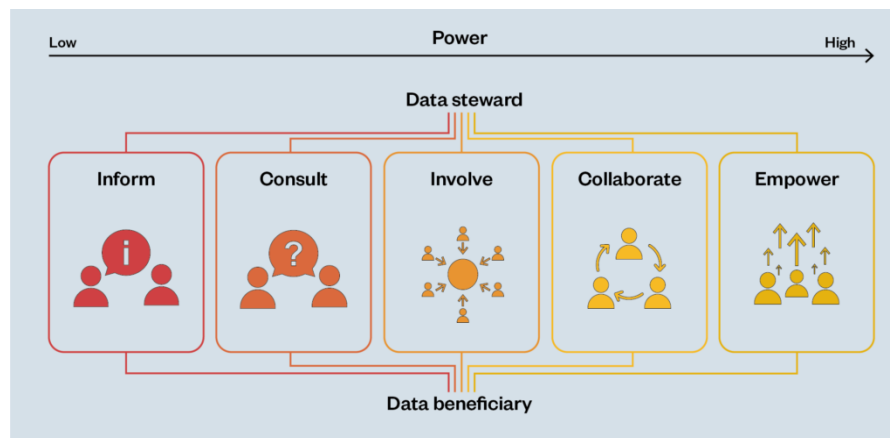 Power
Low
High
Data steward
Inform
Consult
Involve
Collaborate
Empower
i
?
Data beneficiary